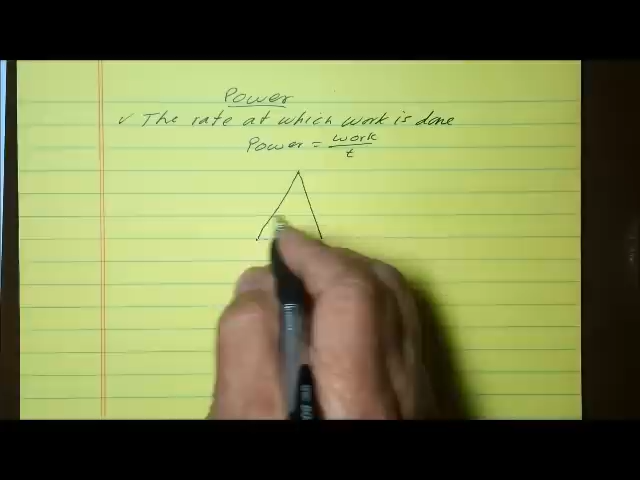 Power
✓ The rate at which work is done
Power = work/t